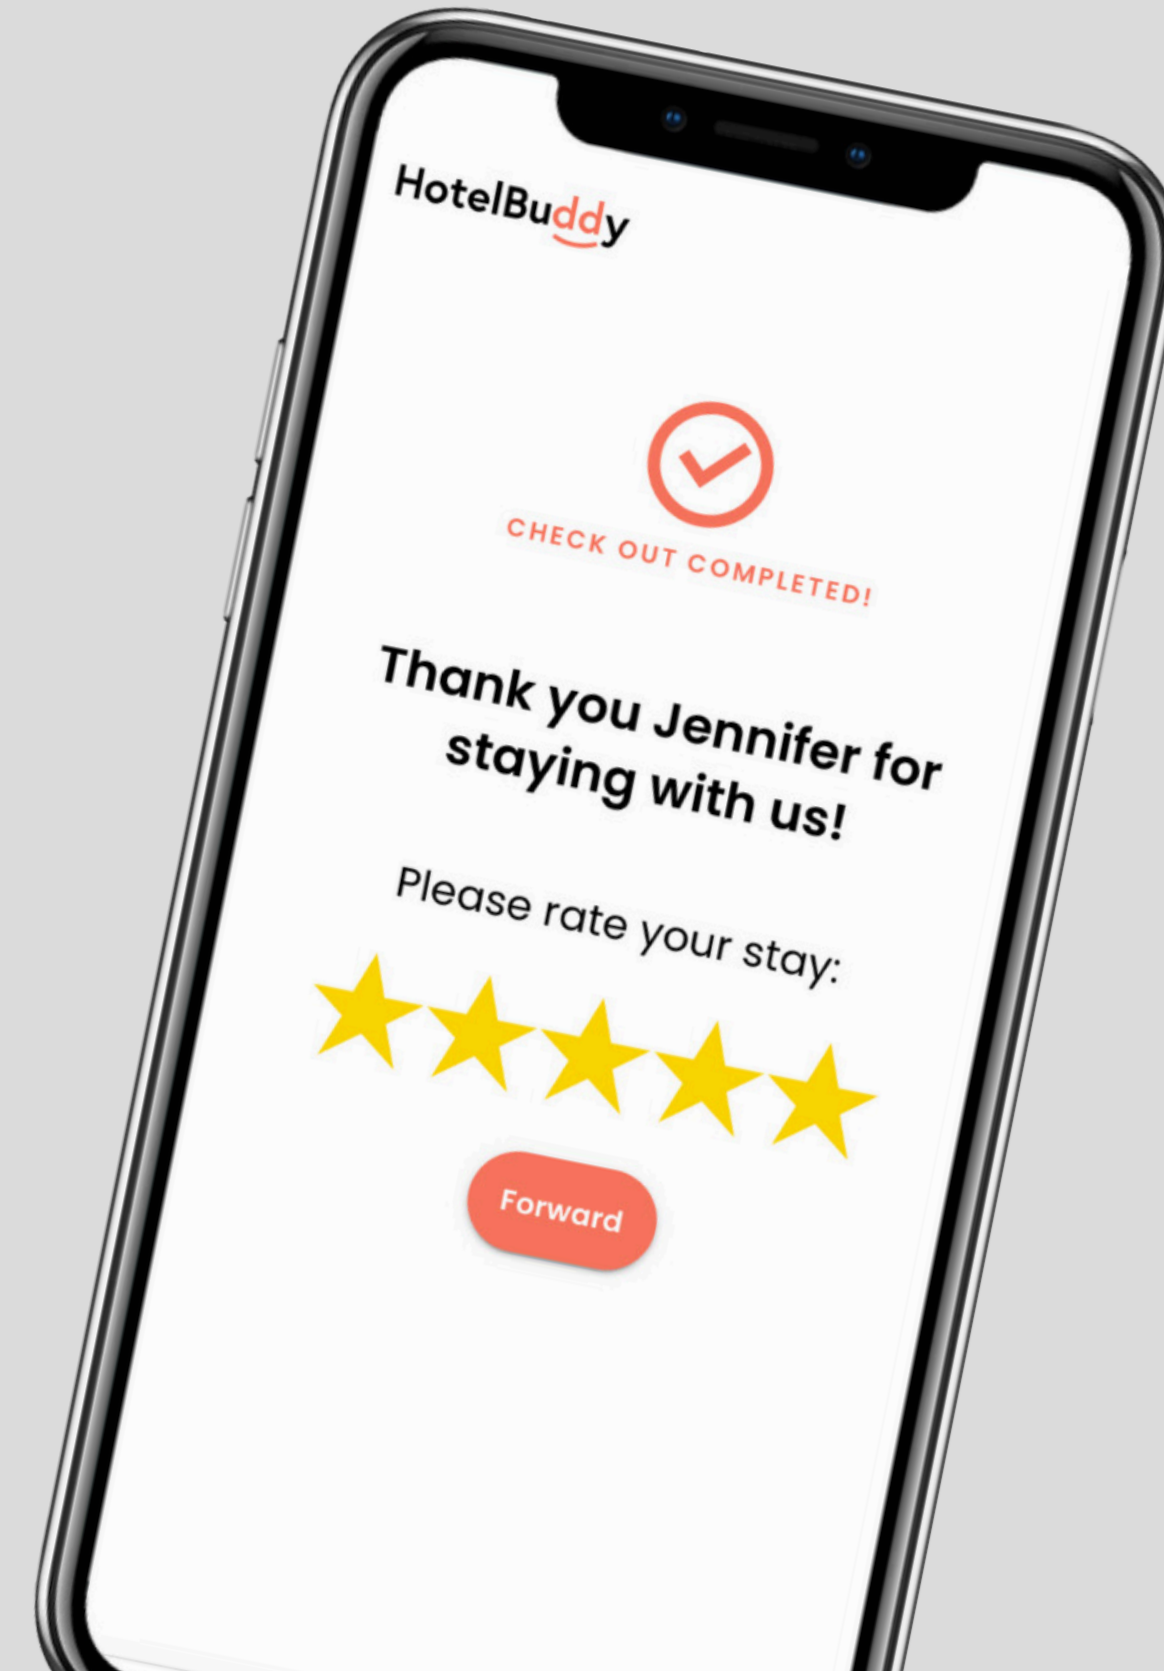 HotelBuddy
CHECK OUT COMPLETED!
Thank you Jennifer for
staying with us!
Please rate your stay:
Forward